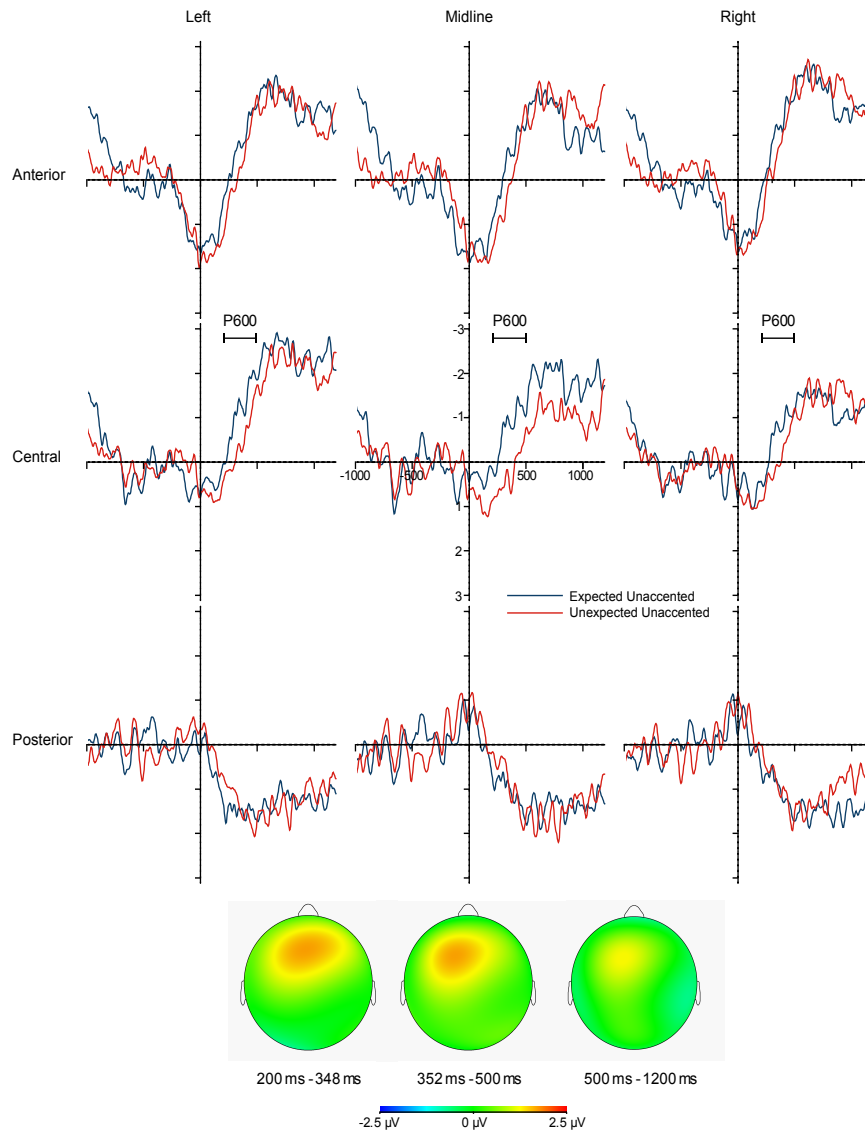 Left Midline Right
Anterior
P600 P600 P600
-3
-2
-1
Central
-1000 -500 500 1000
1
2
3
Expected Unaccented
Unexpected Unaccented
Posterior
200 ms - 348 ms 352 ms - 500 ms 500 ms - 1200 ms
-2.5 µV 0 µV 2.5 µV